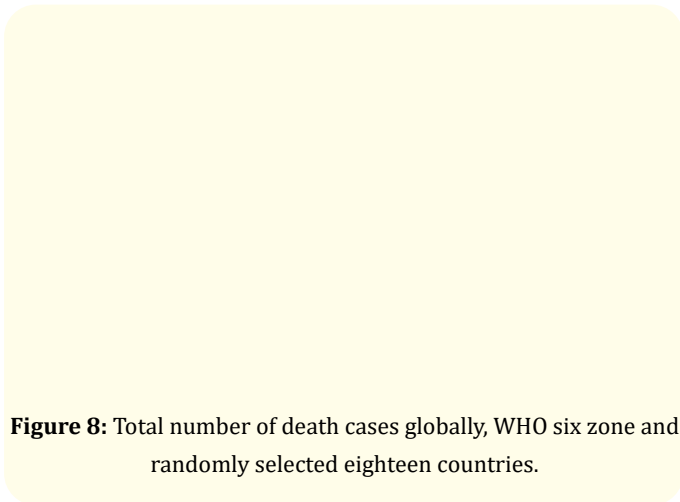 Figure 8: Total number of death cases globally, WHO six zone and
randomly selected eighteen countries.